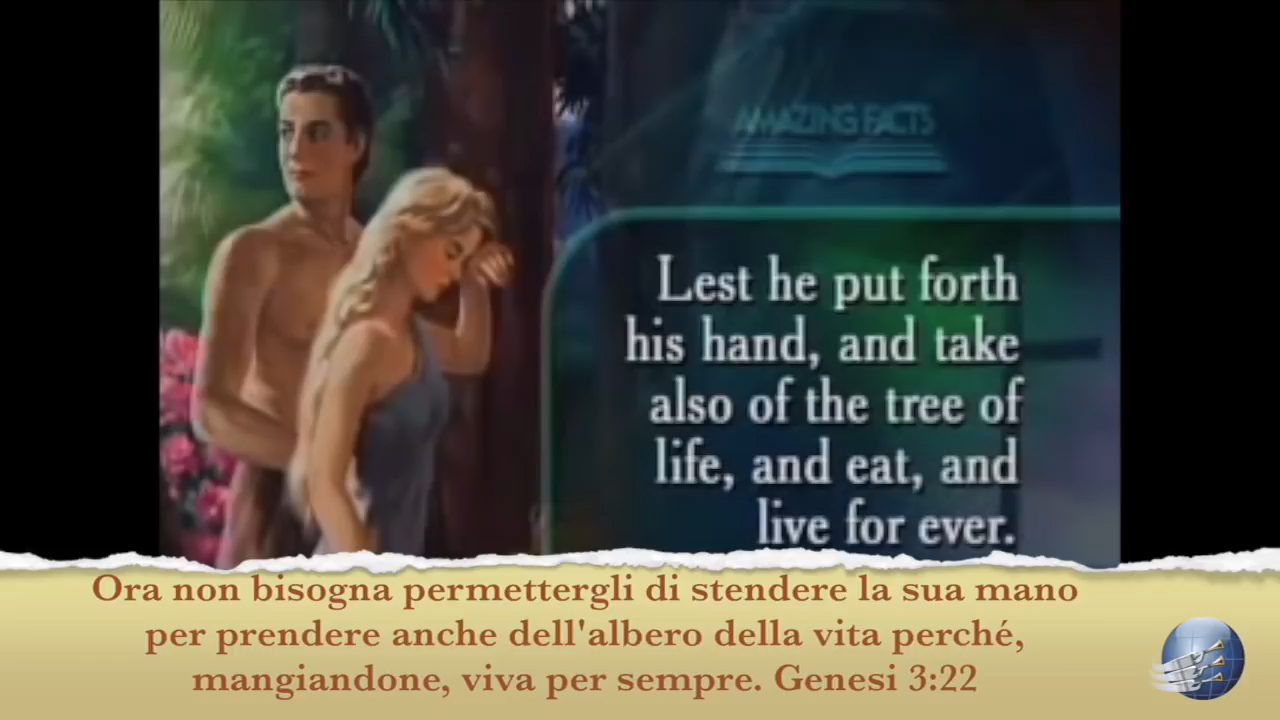 AMAZING FACTS
Lest he put forth
his hand, and take
also of the tree of
life, and eat, and
live for ever.
Ora non bisogna permettergli di stendere la sua mano
per prendere anche dell'albero della vita perché,
mangiandone, viva per sempre. Genesi 3:22